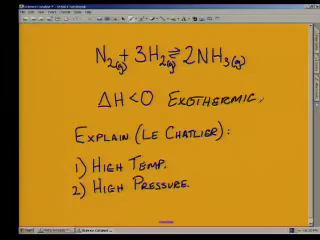 N₂(g) + 3H₂(g) ⇌ 2NH₃(g)
ΔH<0 EXOTHERMIC.
EXPLAIN (LE CHATLIER):
1) HIGH TEMP.
2) HIGH PRESSURE.